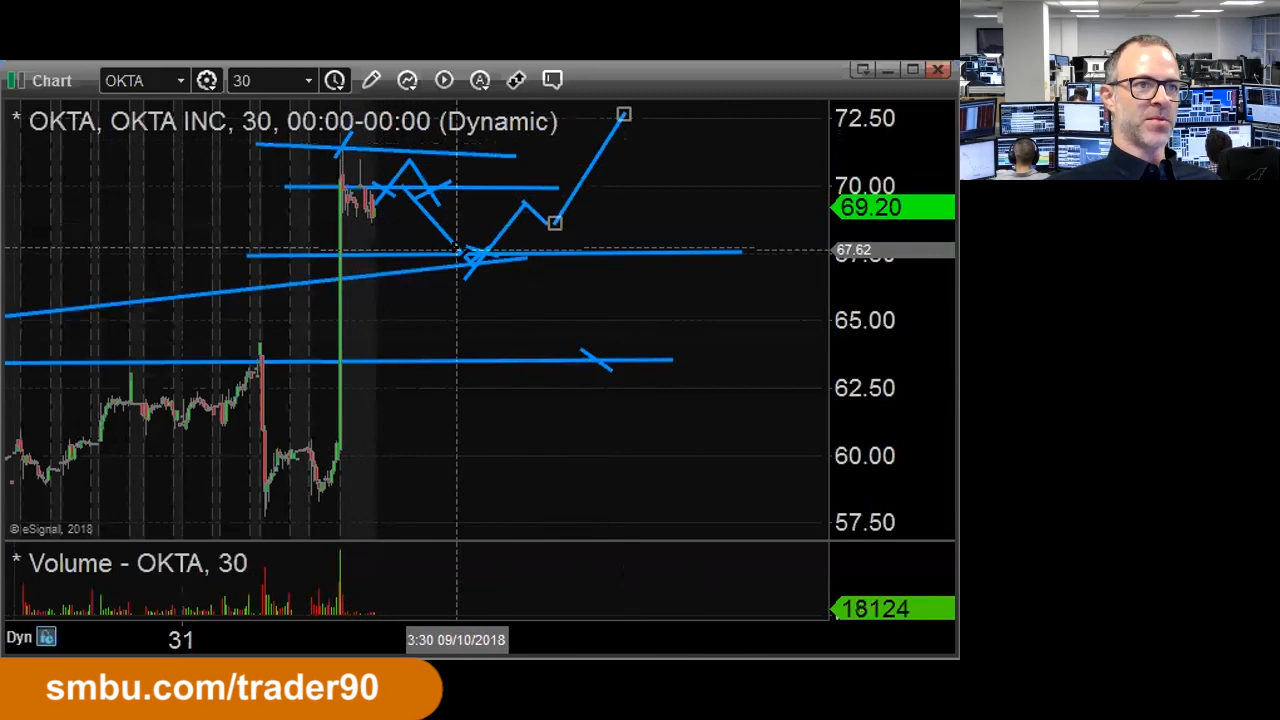 Chart OKTA 30
* OKTA, OKTA INC, 30, 00:00-00:00 (Dynamic)
72.50
70.00
69.20
67.62
65.00
62.50
60.00
57.50
© eSignal, 2018
* Volume - OKTA, 30
18124
Dyn 31 3:30 09/10/2018
smbu.com/trader90